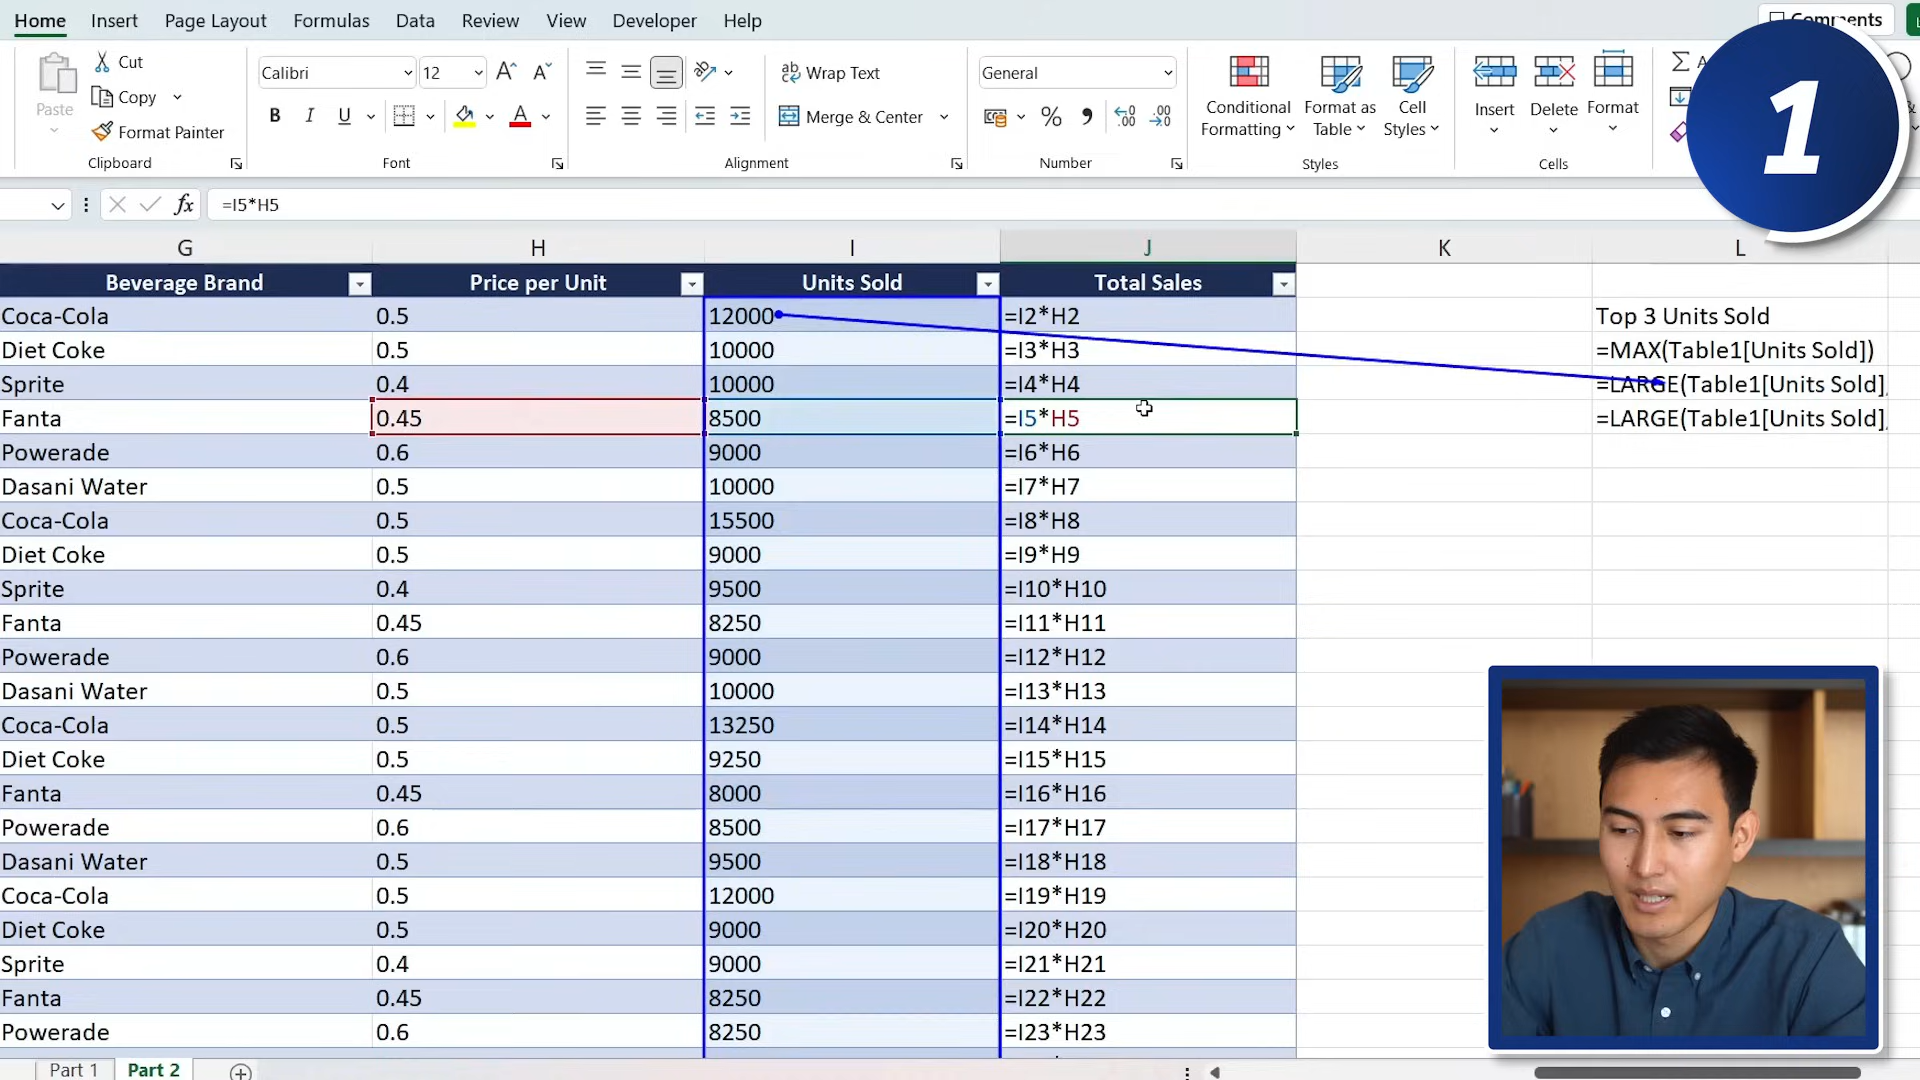 Home Insert Page Layout Formulas Data Review View Developer Help Comments
1
Paste Cut Copy Format Painter
Clipboard
Calibri 12
B I U A
Font
ab Wrap Text
Merge & Center
Alignment
General
% 9 .00
Number
Conditional Formatting Format as Table Cell Styles
Styles
Insert Delete Format
Cells
fx =I5*H5
G H I J K L
Beverage Brand Price per Unit Units Sold Total Sales
Coca-Cola 0.5 12000 =I2*H2 Top 3 Units Sold
Diet Coke 0.5 10000 =I3*H3 =MAX(Table1[Units Sold])
Sprite 0.4 10000 =I4*H4 =LARGE(Table1[Units Sold],
Fanta 0.45 8500 =I5*H5 =LARGE(Table1[Units Sold],
Powerade 0.6 9000 =I6*H6
Dasani Water 0.5 10000 =I7*H7
Coca-Cola 0.5 15500 =I8*H8
Diet Coke 0.5 9000 =I9*H9
Sprite 0.4 9500 =I10*H10
Fanta 0.45 8250 =I11*H11
Powerade 0.6 9000 =I12*H12
Dasani Water 0.5 10000 =I13*H13
Coca-Cola 0.5 13250 =I14*H14
Diet Coke 0.5 9250 =I15*H15
Fanta 0.45 8000 =I16*H16
Powerade 0.6 8500 =I17*H17
Dasani Water 0.5 9500 =I18*H18
Coca-Cola 0.5 12000 =I19*H19
Diet Coke 0.5 9000 =I20*H20
Sprite 0.4 9000 =I21*H21
Fanta 0.45 8250 =I22*H22
Powerade 0.6 8250 =I23*H23
Part 1 Part 2